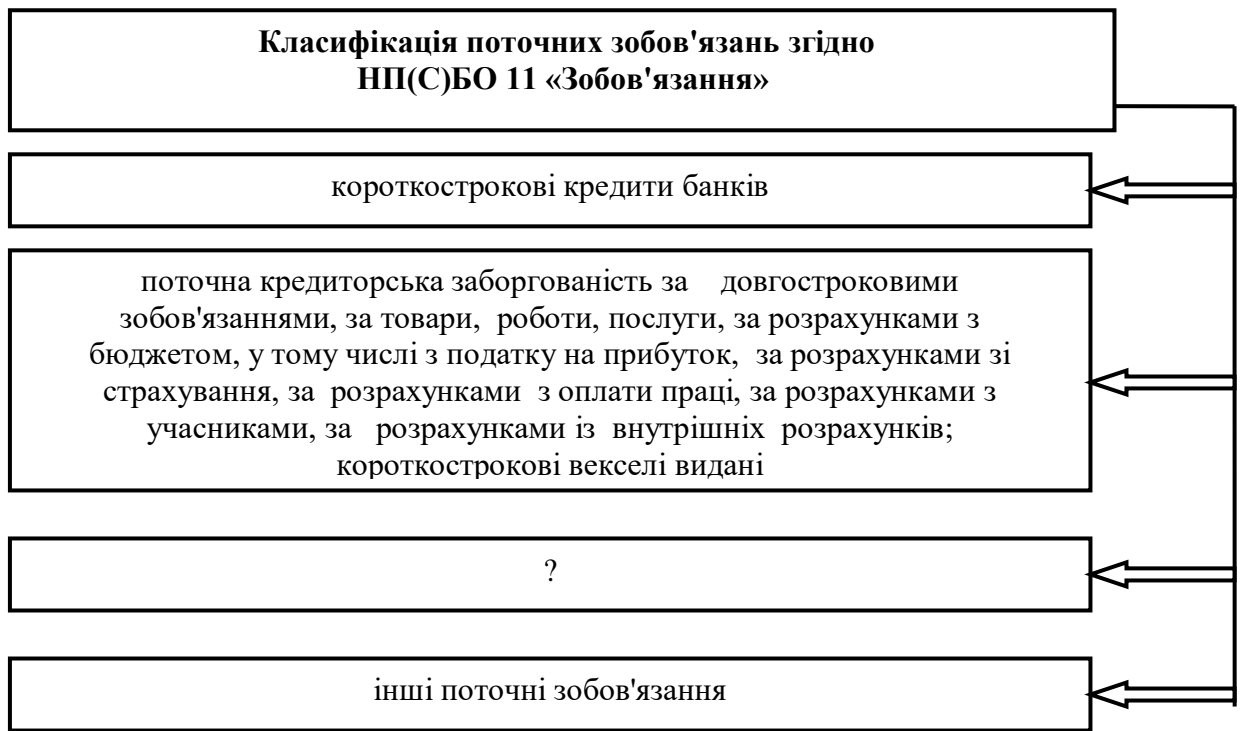 Класифікація поточних зобов'язань згідно
НП(С)БО 11 «Зобов'язання»
короткострокові кредити банків
поточна кредиторська заборгованість за довгостроковими
зобов'язаннями, за товари, роботи, послуги, за розрахунками з
бюджетом, у тому числі з податку на прибуток, за розрахунками зі
страхування, за розрахунками з оплати праці, за розрахунками з
учасниками, за розрахунками із внутрішніх розрахунків;
короткострокові векселі видані
?
інші поточні зобов'язання